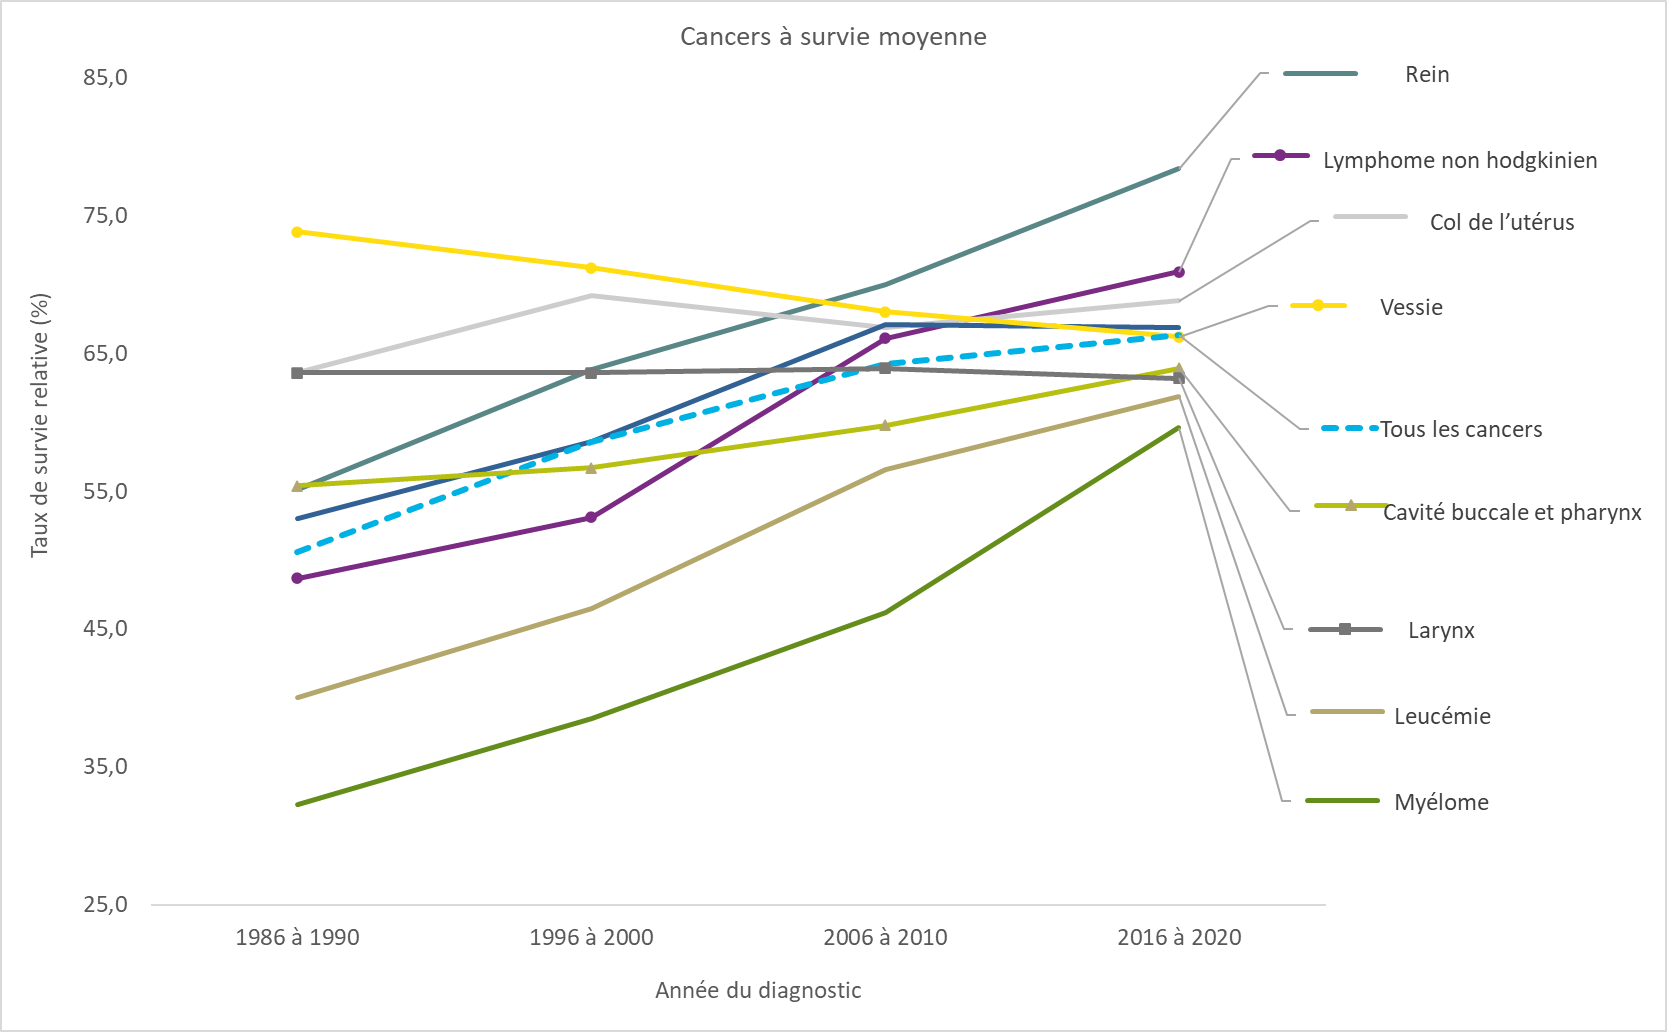 Cancers à survie moyenne
85,0
75,0
65,0
55,0
45,0
35,0
25,0
Taux de survie relative (%)
1986 à 1990
1996 à 2000
2006 à 2010
2016 à 2020
Année du diagnostic
Rein
Lymphome non hodgkinien
Col de l’utérus
Vessie
Tous les cancers
Cavité buccale et pharynx
Larynx
Leucémie
Myélome